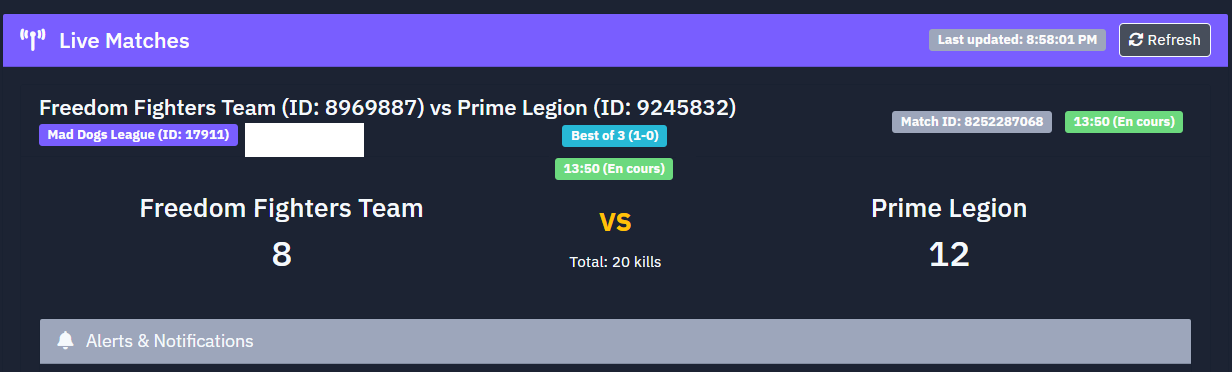 Live Matches
Last updated: 8:58:01 PM
Refresh
Freedom Fighters Team (ID: 8969887) vs Prime Legion (ID: 9245832)
Mad Dogs League (ID: 17911)
Best of 3 (1-0)
Match ID: 8252287068
13:50 (En cours)
13:50 (En cours)
Freedom Fighters Team
8
VS
Total: 20 kills
Prime Legion
12
Alerts & Notifications